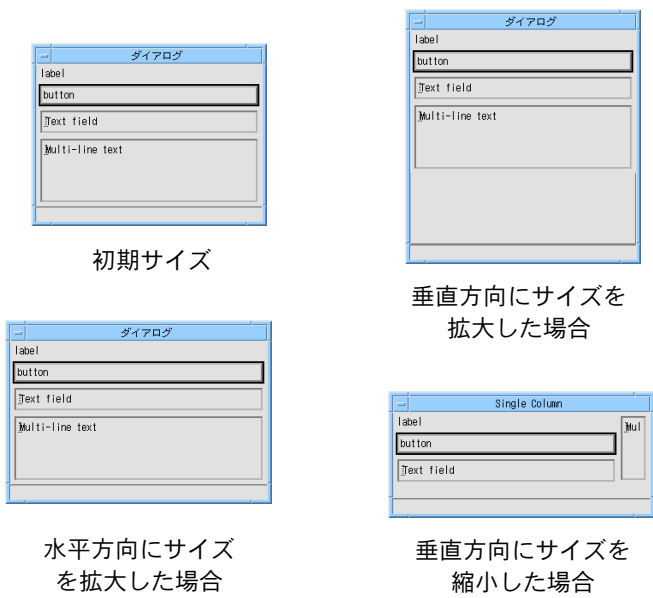 ダイアログ
label
button
Text field
Multi-line text
初期サイズ
ダイアログ
label
button
Text field
Multi-line text
垂直方向にサイズを
拡大した場合
ダイアログ
label
button
Text field
Multi-line text
水平方向にサイズ
を拡大した場合
Single Column
label
button
Text field
Mul
垂直方向にサイズを
縮小した場合